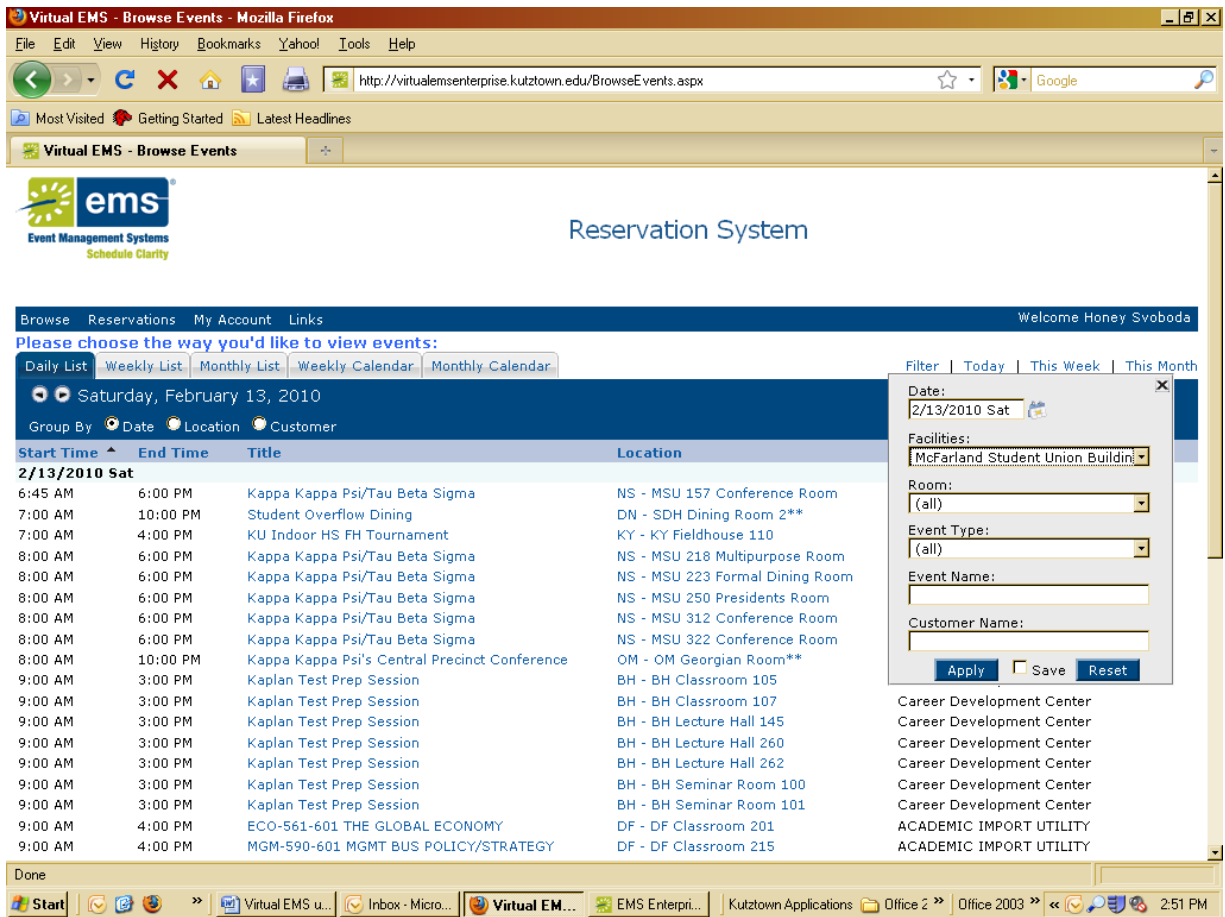 Virtual EMS - Browse Events - Mozilla Firefox
File Edit View History Bookmarks Yahoo! Tools Help
http://virtualemsenterprise.kutztown.edu/BrowseEvents.aspx Google
Most Visited Getting Started Latest Headlines
Virtual EMS - Browse Events
ems
Event Management Systems
Schedule Clarity
Reservation System
Browse Reservations My Account Links Welcome Honey Svoboda
Please choose the way you'd like to view events:
Daily List Weekly List Monthly List Weekly Calendar Monthly Calendar Filter | Today | This Week | This Month
Saturday, February 13, 2010
Group By Date Location Customer
Start Time End Time Title Location
2/13/2010 Sat
6:45 AM 6:00 PM Kappa Kappa Psi/Tau Beta Sigma NS - MSU 157 Conference Room
7:00 AM 10:00 PM Student Overflow Dining DN - SDH Dining Room 2**
7:00 AM 4:00 PM KU Indoor HS FH Tournament KY - KY Fieldhouse 110
8:00 AM 6:00 PM Kappa Kappa Psi/Tau Beta Sigma NS - MSU 218 Multipurpose Room
8:00 AM 6:00 PM Kappa Kappa Psi/Tau Beta Sigma NS - MSU 223 Formal Dining Room
8:00 AM 6:00 PM Kappa Kappa Psi/Tau Beta Sigma NS - MSU 250 Presidents Room
8:00 AM 6:00 PM Kappa Kappa Psi/Tau Beta Sigma NS - MSU 312 Conference Room
8:00 AM 6:00 PM Kappa Kappa Psi/Tau Beta Sigma NS - MSU 322 Conference Room
8:00 AM 10:00 PM Kappa Kappa Psi's Central Precinct Conference OM - OM Georgian Room**
9:00 AM 3:00 PM Kaplan Test Prep Session BH - BH Classroom 105
9:00 AM 3:00 PM Kaplan Test Prep Session BH - BH Classroom 107 Career Development Center
9:00 AM 3:00 PM Kaplan Test Prep Session BH - BH Lecture Hall 145 Career Development Center
9:00 AM 3:00 PM Kaplan Test Prep Session BH - BH Lecture Hall 260 Career Development Center
9:00 AM 3:00 PM Kaplan Test Prep Session BH - BH Lecture Hall 262 Career Development Center
9:00 AM 3:00 PM Kaplan Test Prep Session BH - BH Seminar Room 100 Career Development Center
9:00 AM 3:00 PM Kaplan Test Prep Session BH - BH Seminar Room 101 Career Development Center
9:00 AM 4:00 PM ECO-561-601 THE GLOBAL ECONOMY DF - DF Classroom 201 ACADEMIC IMPORT UTILITY
9:00 AM 4:00 PM MGM-590-601 MGMT BUS POLICY/STRATEGY DF - DF Classroom 215 ACADEMIC IMPORT UTILITY
Date:
2/13/2010 Sat
Facilities:
McFarland Student Union Buildin
Room:
(all)
Event Type:
(all)
Event Name:
Customer Name:
Apply Save Reset
Done
Start » Virtual EMS u... Inbox - Micro... Virtual EM... EMS Enterpri... Kutztown Applications Office 2 » Office 2003 » « 2:51 PM